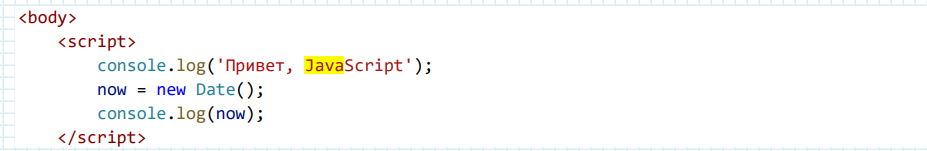 <body>
<script>
console.log('Привет, JavaScript');
now = new Date();
console.log(now);
</script>